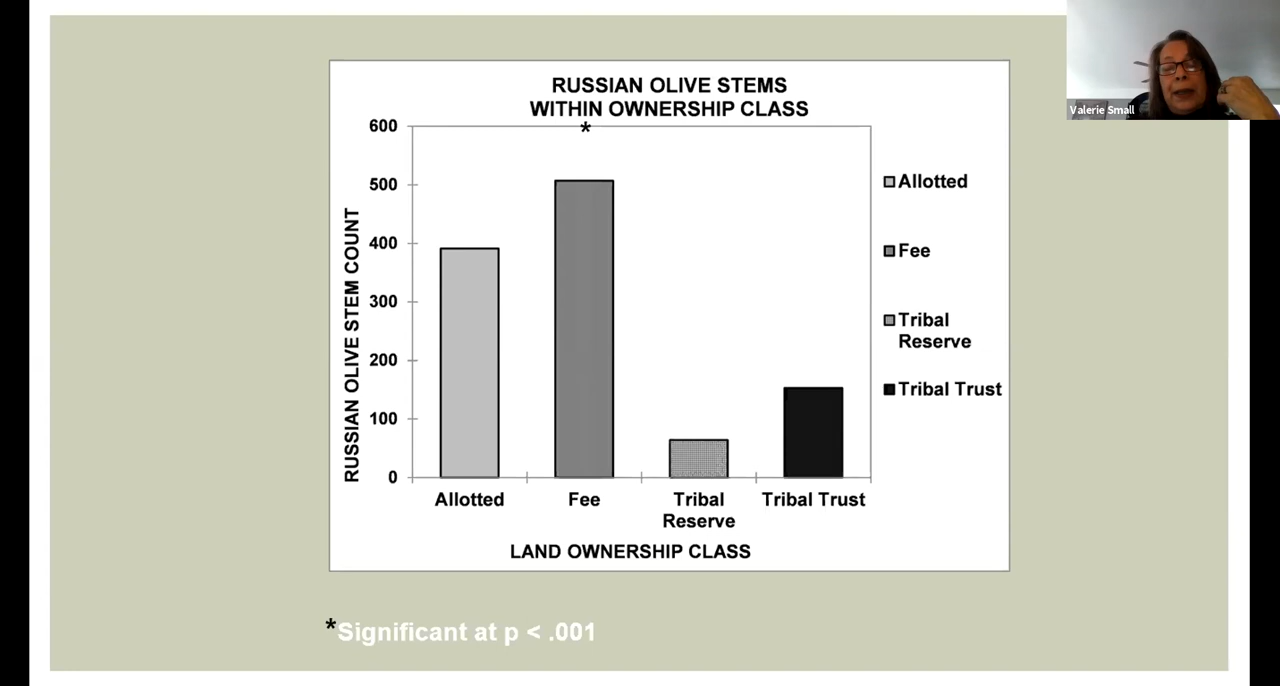 RUSSIAN OLIVE STEMS
WITHIN OWNERSHIP CLASS
*
600
500
400
300
200
100
0
RUSSIAN OLIVE STEM COUNT
Allotted
Fee
Tribal
Reserve
Tribal Trust
LAND OWNERSHIP CLASS
Allotted
Fee
Tribal
Reserve
Tribal Trust
*Significant at p < .001
Valerie Small